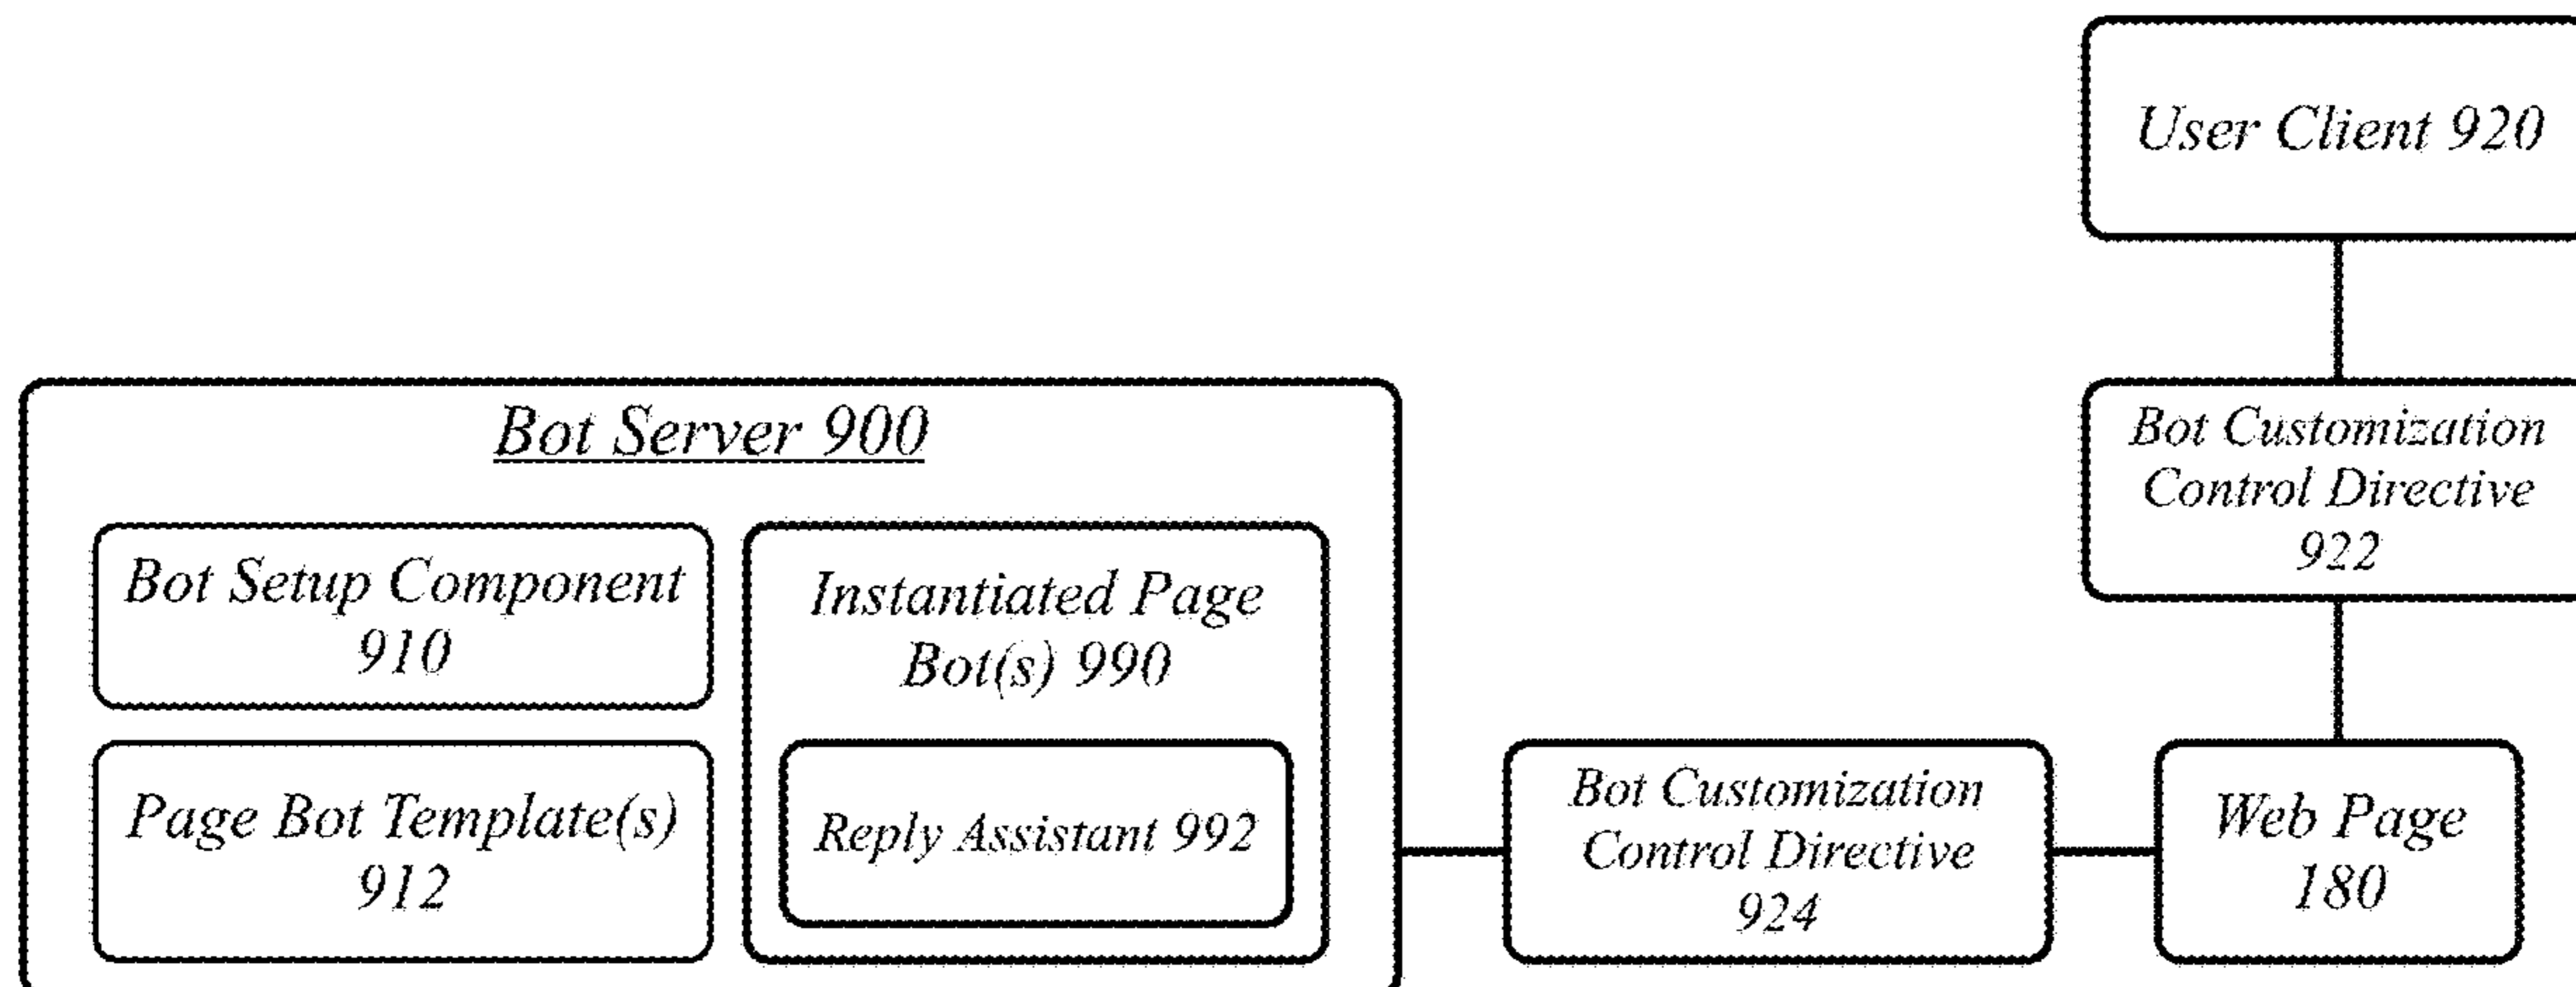 User Client 920
Bot Customization
Control Directive
922
Bot Server 900
Bot Setup Component
910
Instantiated Page
Bot(s) 990
Page Bot Template(s)
912
Reply Assistant 992
Bot Customization
Control Directive
924
Web Page
180